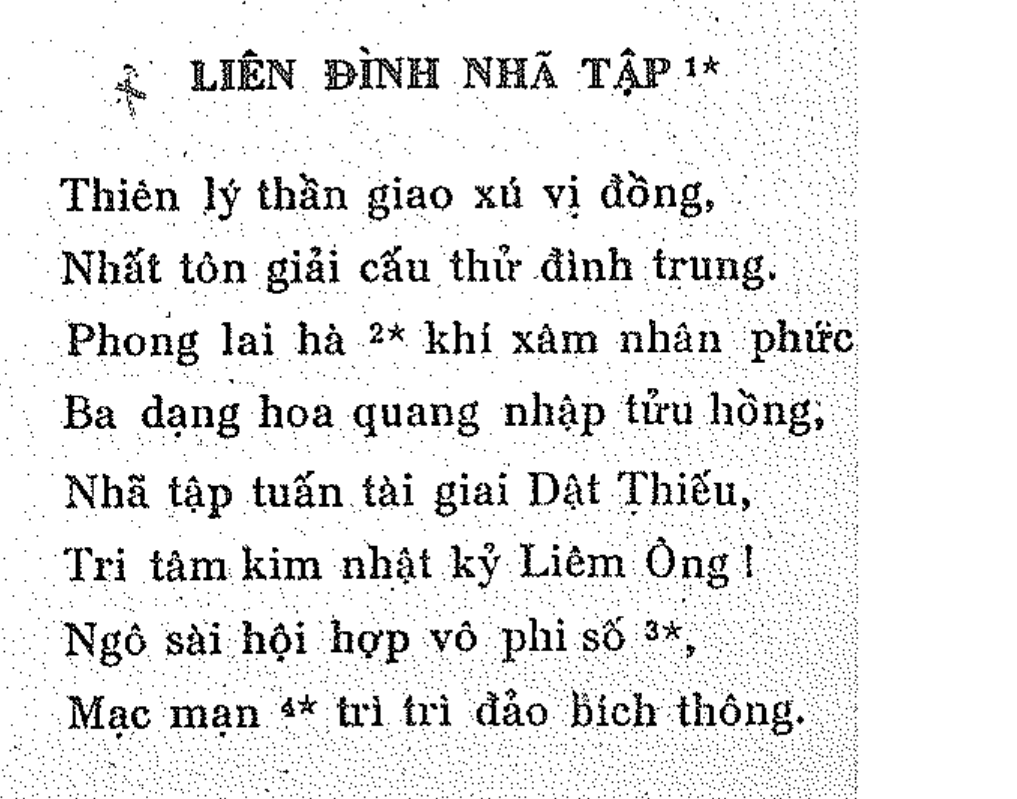 LIÊN ĐÌNH NHÃ TẬP ¹*
Thiên lý thần giao xú vị đồng,
Nhất tôn giải cấu thử đình trung.
Phong lai hà ²* khí xâm nhân phức
Ba dạng hoa quang nhập tửu hồng,
Nhã tập tuấn tài giai Dật Thiếu,
Tri tâm kim nhật kỷ Liêm Ông !
Ngô sài hội hợp vô phi số ³*,
Mạc mạn ⁴* trì trì đảo bích thông.